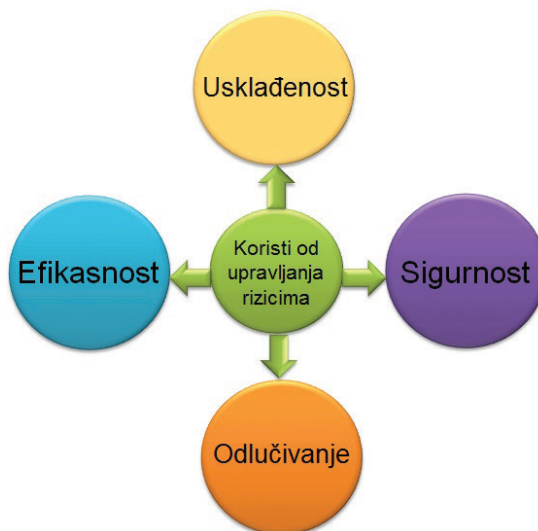 Usklađenost
Efikasnost
Koristi od
upravljanja
rizicima
Sigurnost
Odlučivanje